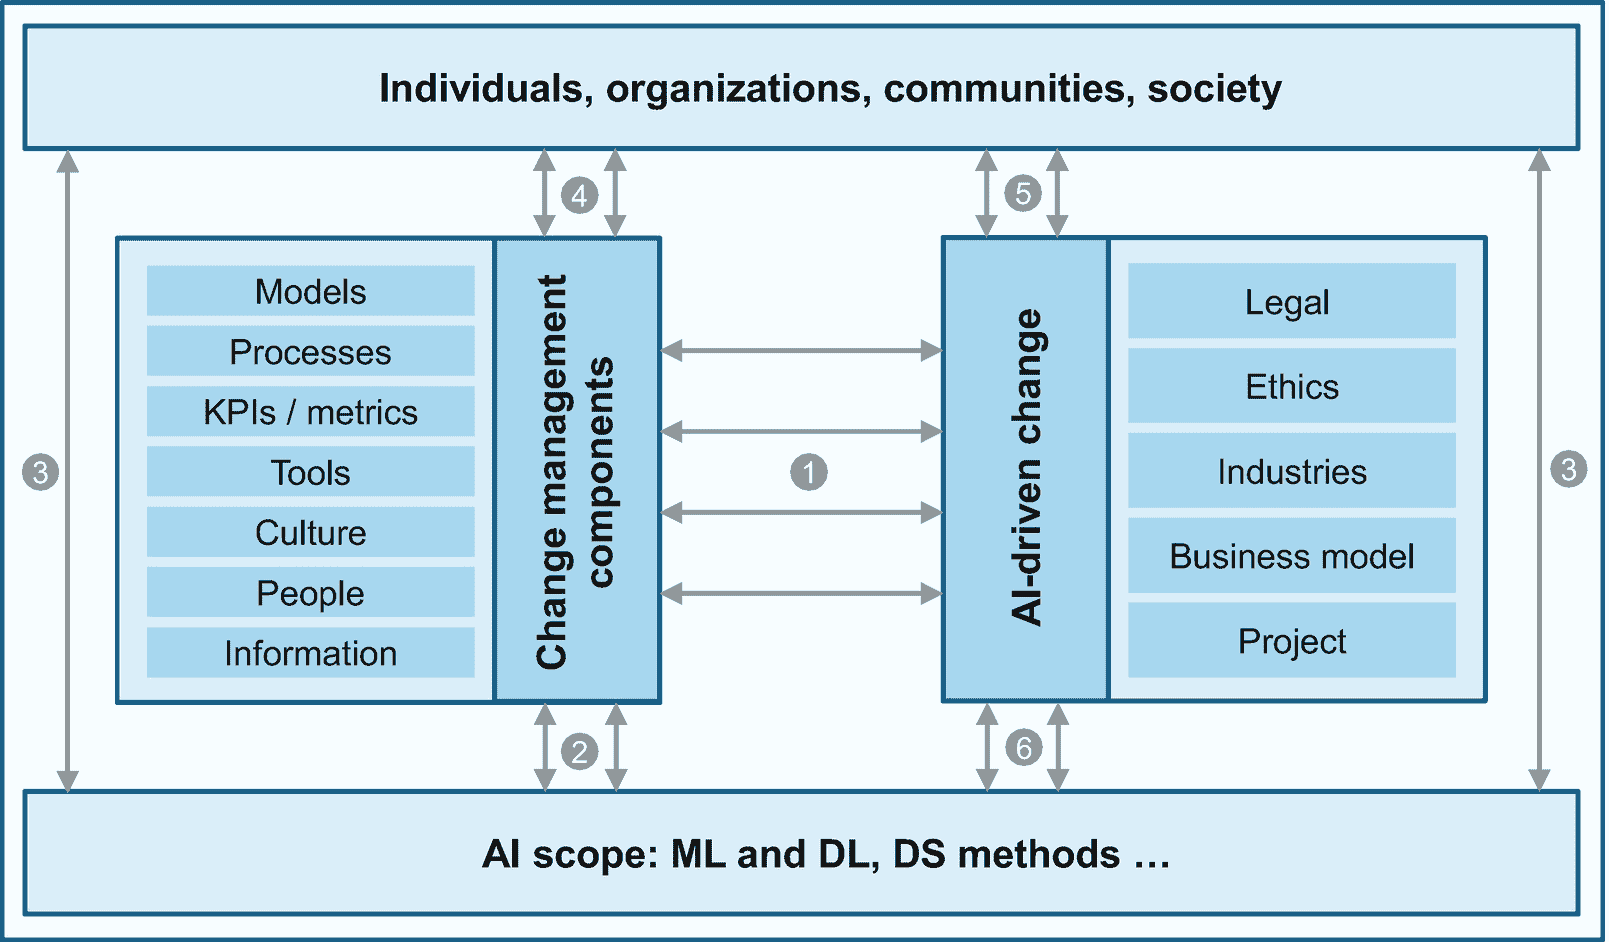 Individuals, organizations, communities, society
4
5
Models
Processes
KPIs / metrics
Tools
Culture
People
Information
Change management
components
3
1
AI-driven change
Legal
Ethics
Industries
Business model
Project
3
2
6
AI scope: ML and DL, DS methods ...